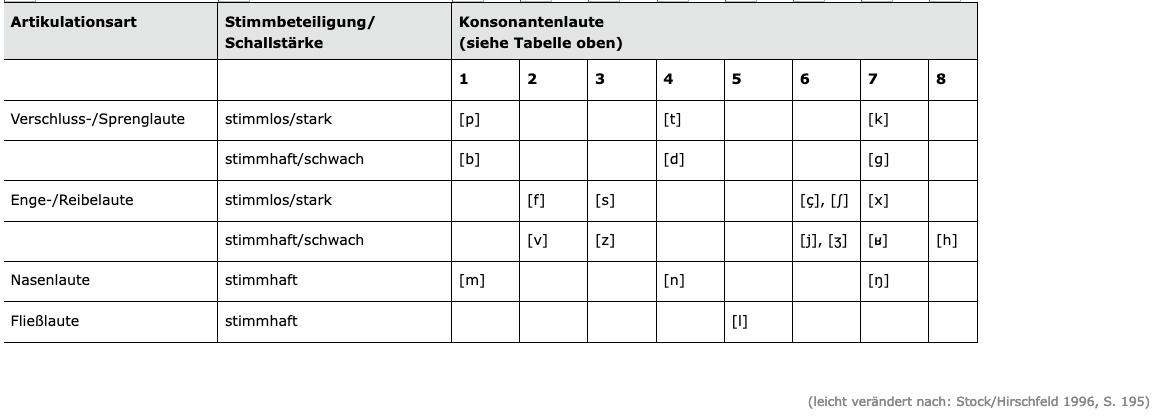 Artikulationsart Stimmbeteiligung/ Konsonantenlaute
Schallstärke (siehe Tabelle oben)
1 2 3 4 5 6 7 8
Verschluss-/Sprenglaute stimmlos/stark [p] [t] [k]
stimmhaft/schwach [b] [d] [g]
Enge-/Reibelaute stimmlos/stark [f] [s] [ç], [ʃ] [x]
stimmhaft/schwach [v] [z] [j], [ʒ] [ʁ] [h]
Nasenlaute stimmhaft [m] [n] [ŋ]
Fließlaute stimmhaft [l]
(leicht verändert nach: Stock/Hirschfeld 1996, S. 195)